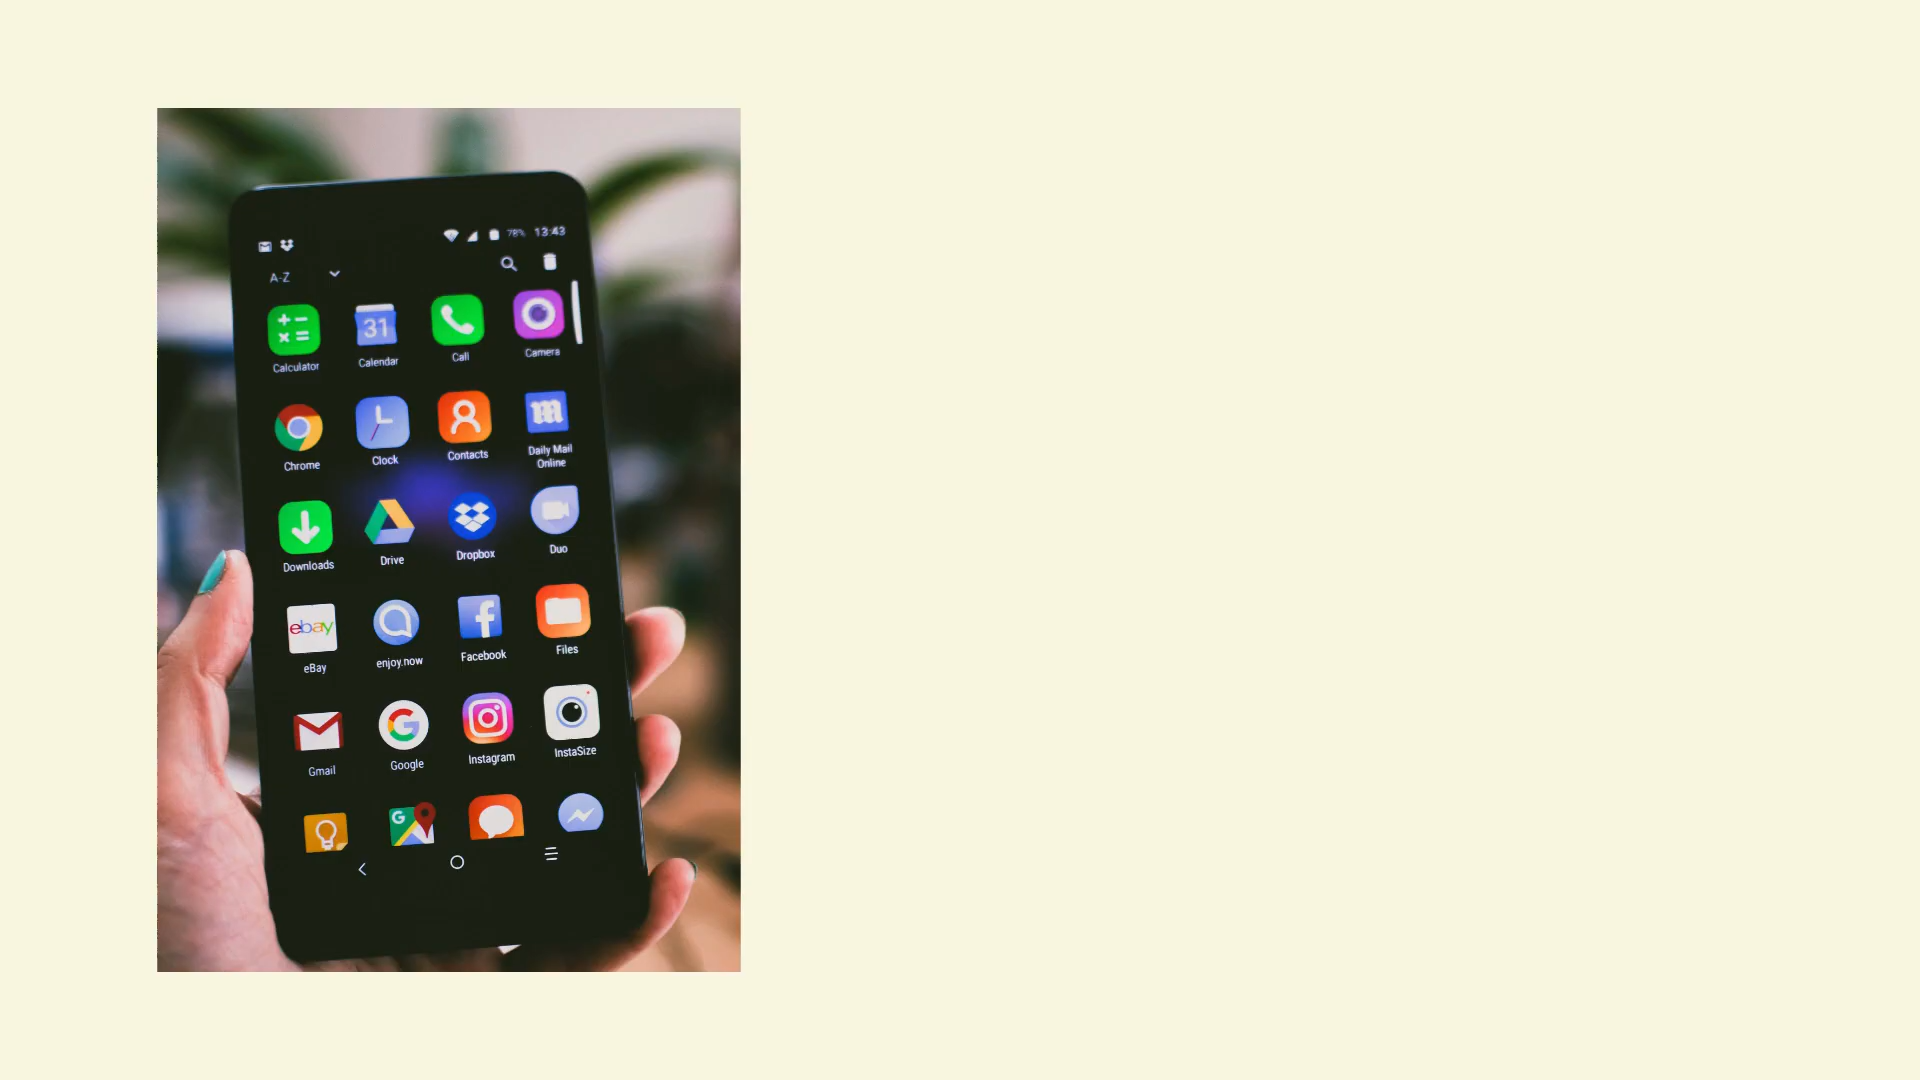 78% 13:43
A-Z
31
Calculator Calendar Call Camera
Chrome Clock Contacts Daily Mail
Online
Downloads Drive Dropbox Duo
ebay
eBay enjoy.now Facebook Files
Gmail Google Instagram InstaSize
G